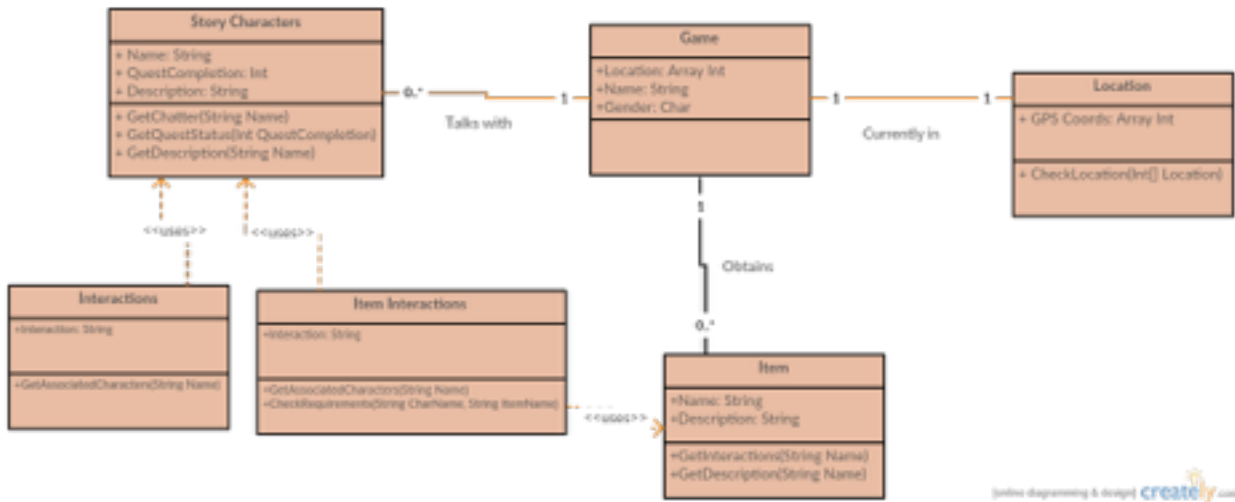 Story Characters
+ Name: String
+ QuestCompletion: Int
+ Description: String
+ GetChatter(String Name)
+ GetQuestStatus(Int QuestCompletion)
+ GetDescription(String Name)
0..*
1
Talks with
Game
+Location: Array Int
+Name: String
+Gender: Char
1
1
Currently in
Location
+ GPS Coords: Array Int
+ CheckLocation(Int[] Location)
<<uses>>
<<uses>>
1
Obtains
0..*
Interactions
+Interaction: String
+GetAssociatedCharacters(String Name)
Item Interactions
+Interaction: String
+GetAssociatedCharacters(String Name)
+CheckRequirements(String CharName, String ItemName)
<<uses>>
Item
+Name: String
+Description: String
+GetInteractions(String Name)
+GetDescription(String Name)
[online diagramming & design] creately.com